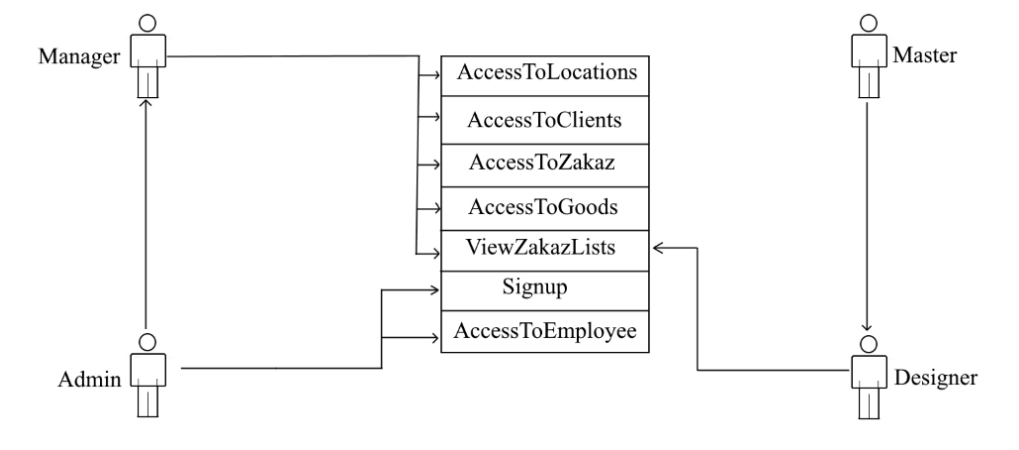 Manager
Master
AccessToLocations
AccessToClients
AccessToZakaz
AccessToGoods
ViewZakazLists
Signup
AccessToEmployee
Admin
Designer